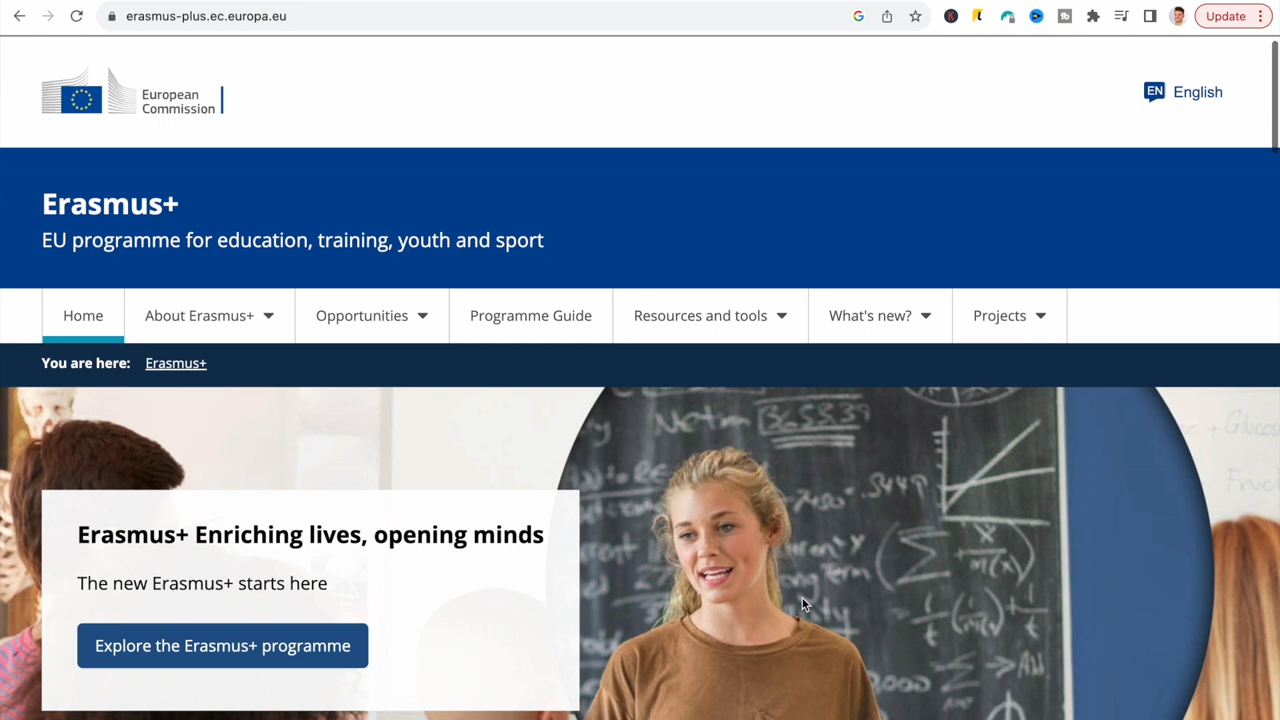 erasmus-plus.ec.europa.eu
Update
European
Commission
EN English
Erasmus+
EU programme for education, training, youth and sport
Home
About Erasmus+
Opportunities
Programme Guide
Resources and tools
What's new?
Projects
You are here: Erasmus+
Erasmus+ Enriching lives, opening minds
The new Erasmus+ starts here
Explore the Erasmus+ programme